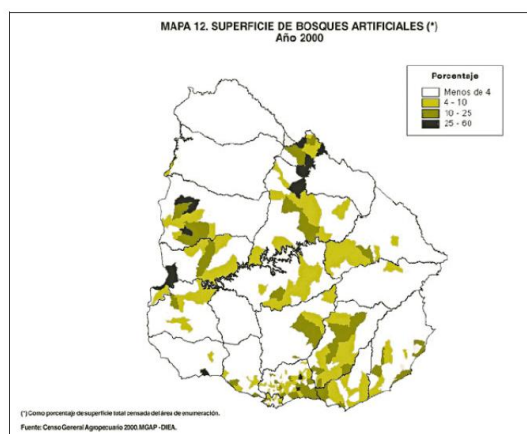 MAPA 12. SUPERFICIE DE BOSQUES ARTIFICIALES (*)
Año 2000
Porcentaje
Menos de 4
4 - 10
10 - 25
25 - 60
(*) Como porcentaje de superficie total censada del área de enumeración.
Fuente: Censo General Agropecuario 2000. MGAP - DIEA.